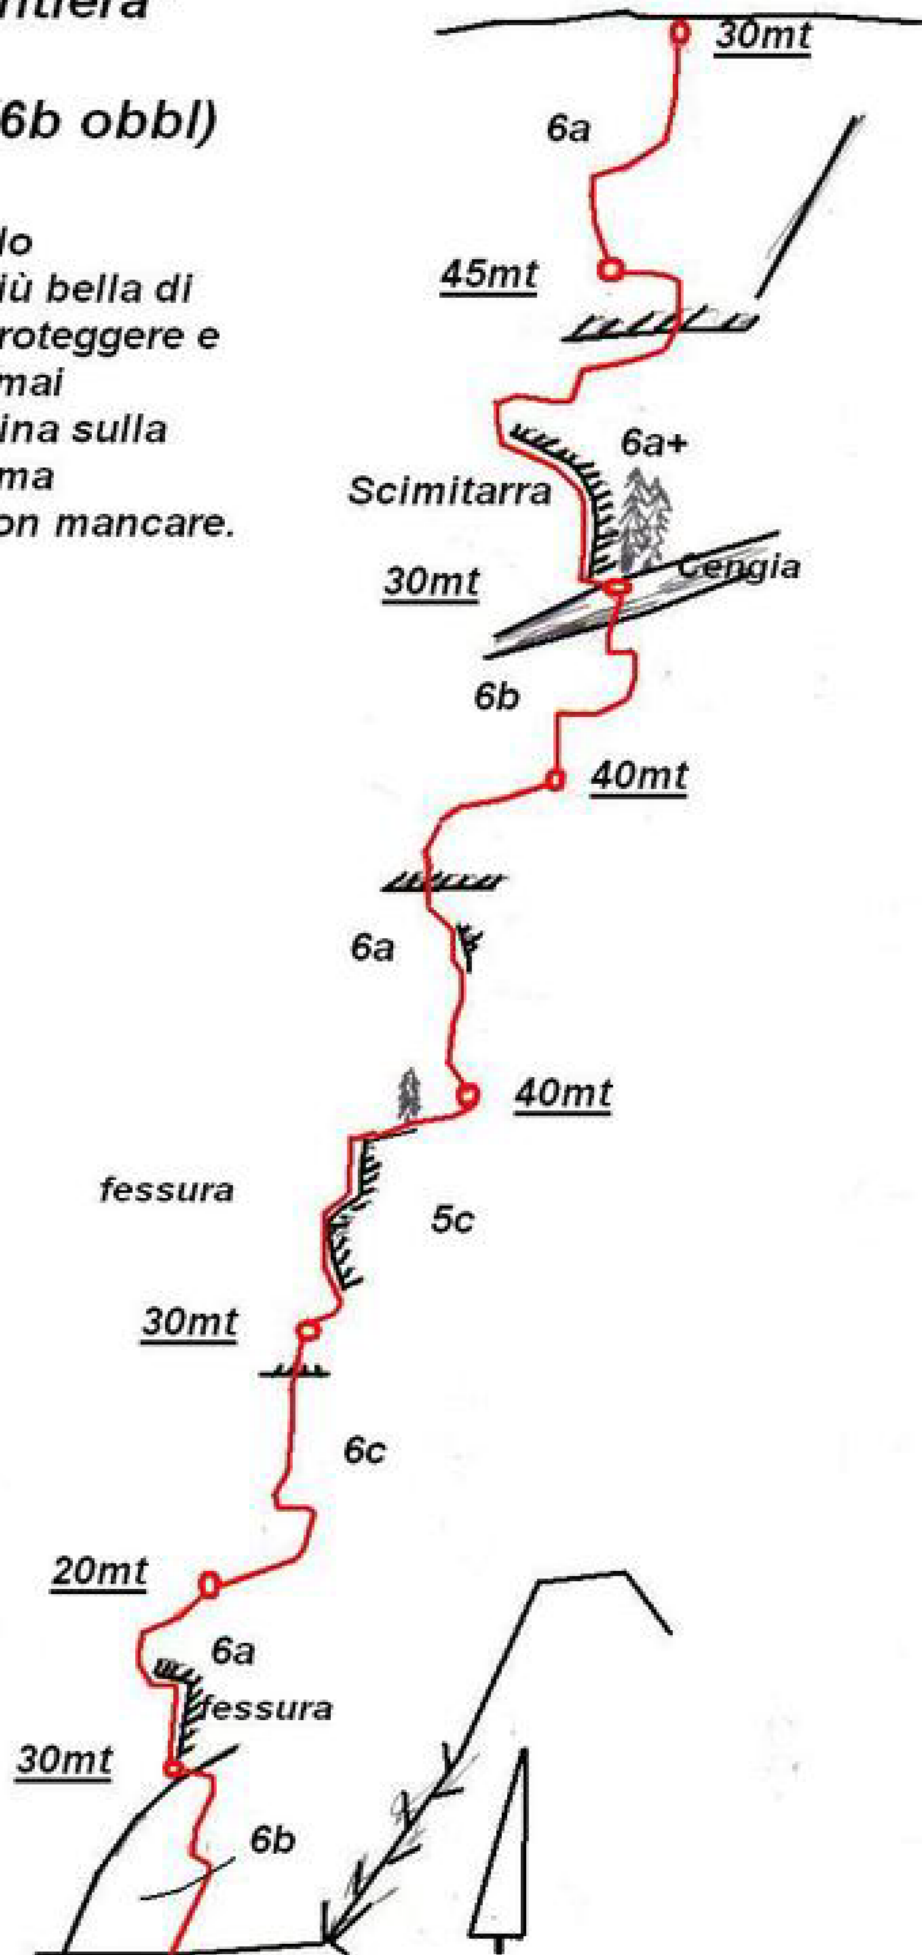 6b obbl)
lo
iù bella di
roteggere e
mai
ina sulla
ma
on mancare.
30mt
6a
45mt
6a+
Scimitarra
Cengia
30mt
6b
40mt
6a
40mt
fessura
5c
30mt
6c
20mt
6a
fessura
30mt
6b